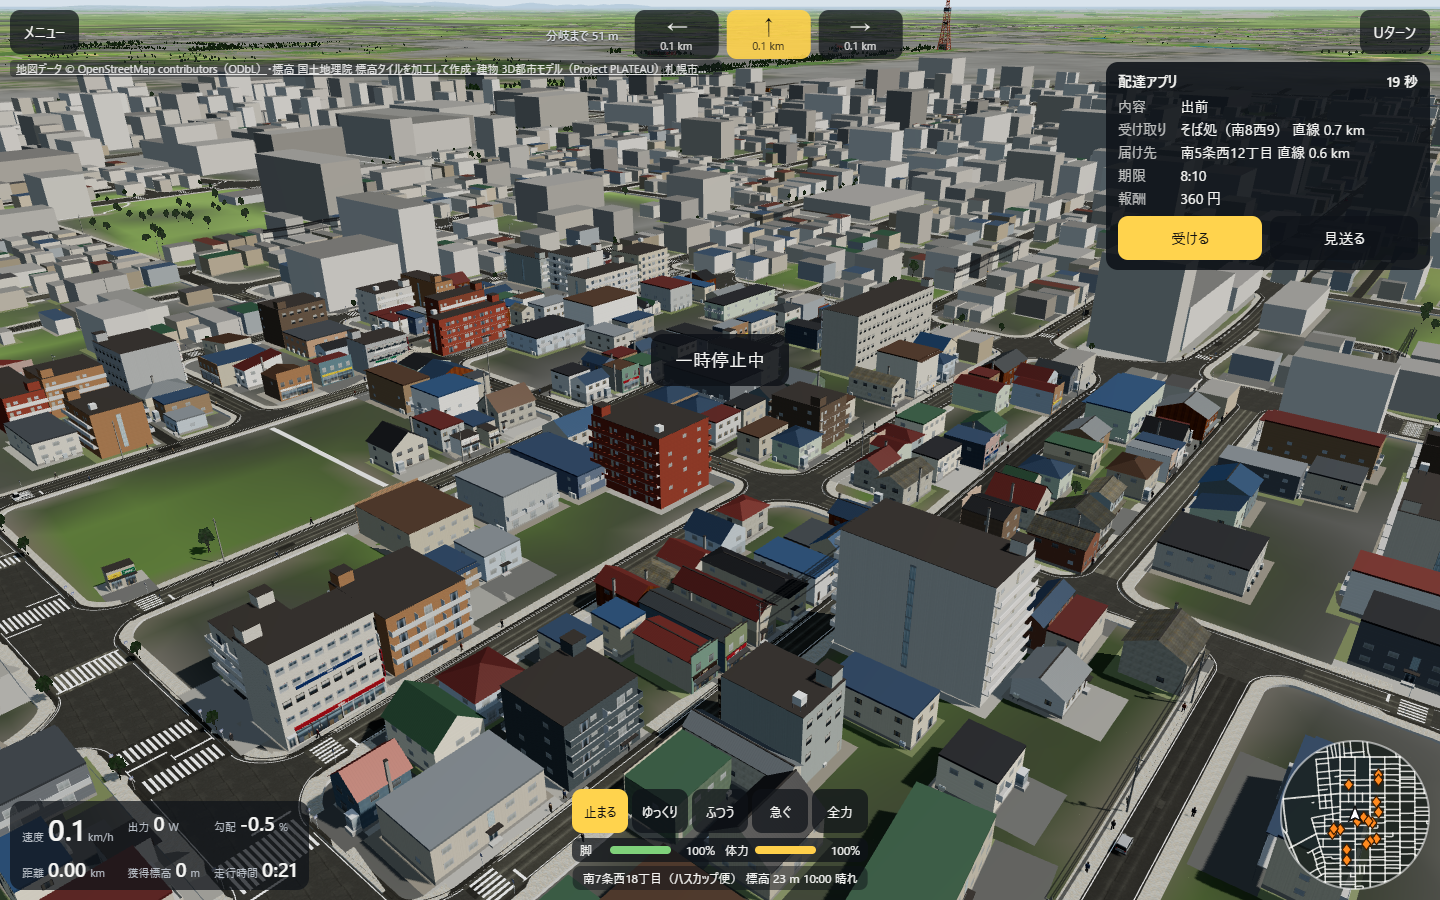 メニュー
分岐まで 51 m
←
0.1 km
↑
0.1 km
→
0.1 km
Uターン
地図データ © OpenStreetMap contributors（ODbL）・標高 国土地理院 標高タイルを加工して作成・建物 3D都市モデル（Project PLATEAU）札幌市…
配達アプリ 19 秒
内容 出前
受け取り そば処（南8西9） 直線 0.7 km
届け先 南5条西12丁目 直線 0.6 km
期限 8:10
報酬 360 円
受ける 見送る
一時停止中
速度 0.1 km/h 出力 0 W 勾配 -0.5 %
距離 0.00 km 獲得標高 0 m 走行時間 0:21
止まる ゆっくり ふつう 急ぐ 全力
脚 100% 体力 100%
南7条西18丁目（ハスカップ便） 標高 23 m 10:00 晴れ